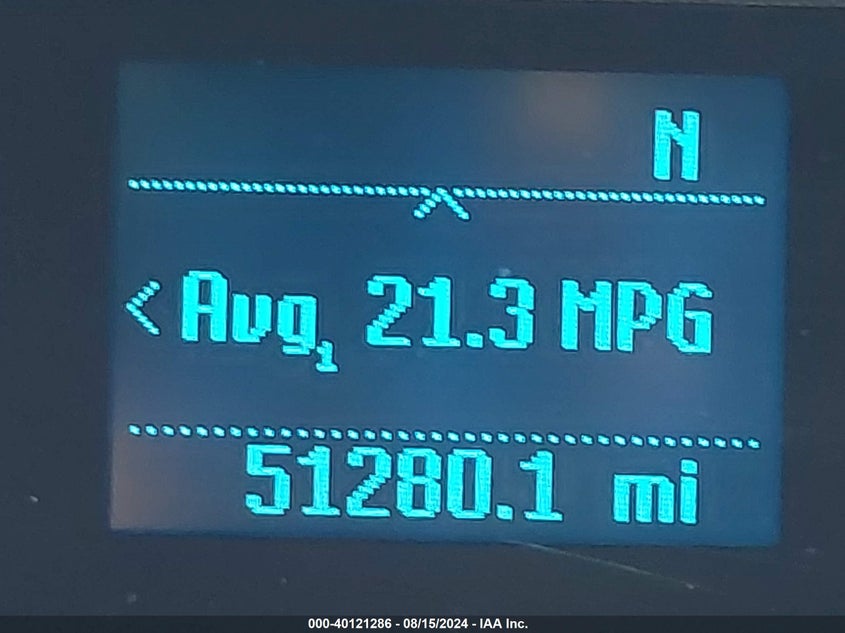 N
< Avg₁ 21.3 MPG
51280.1 mi
000-40121286 - 08/15/2024 - IAA Inc.